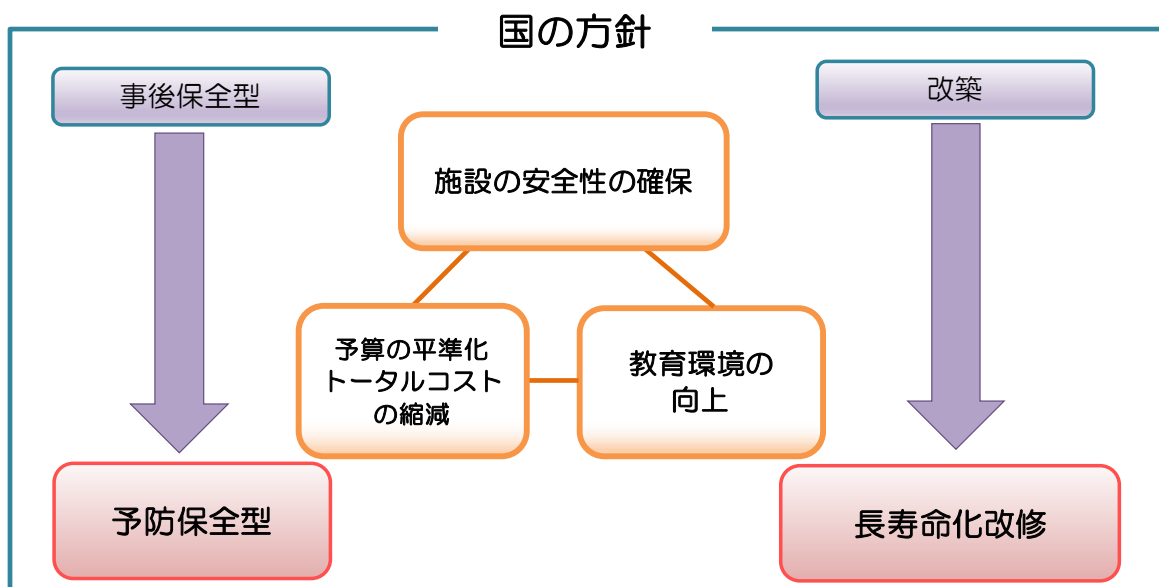 国の方針
事後保全型
改築
施設の安全性の確保
予算の平準化
トータルコスト
の縮減
教育環境の
向上
予防保全型
長寿命化改修